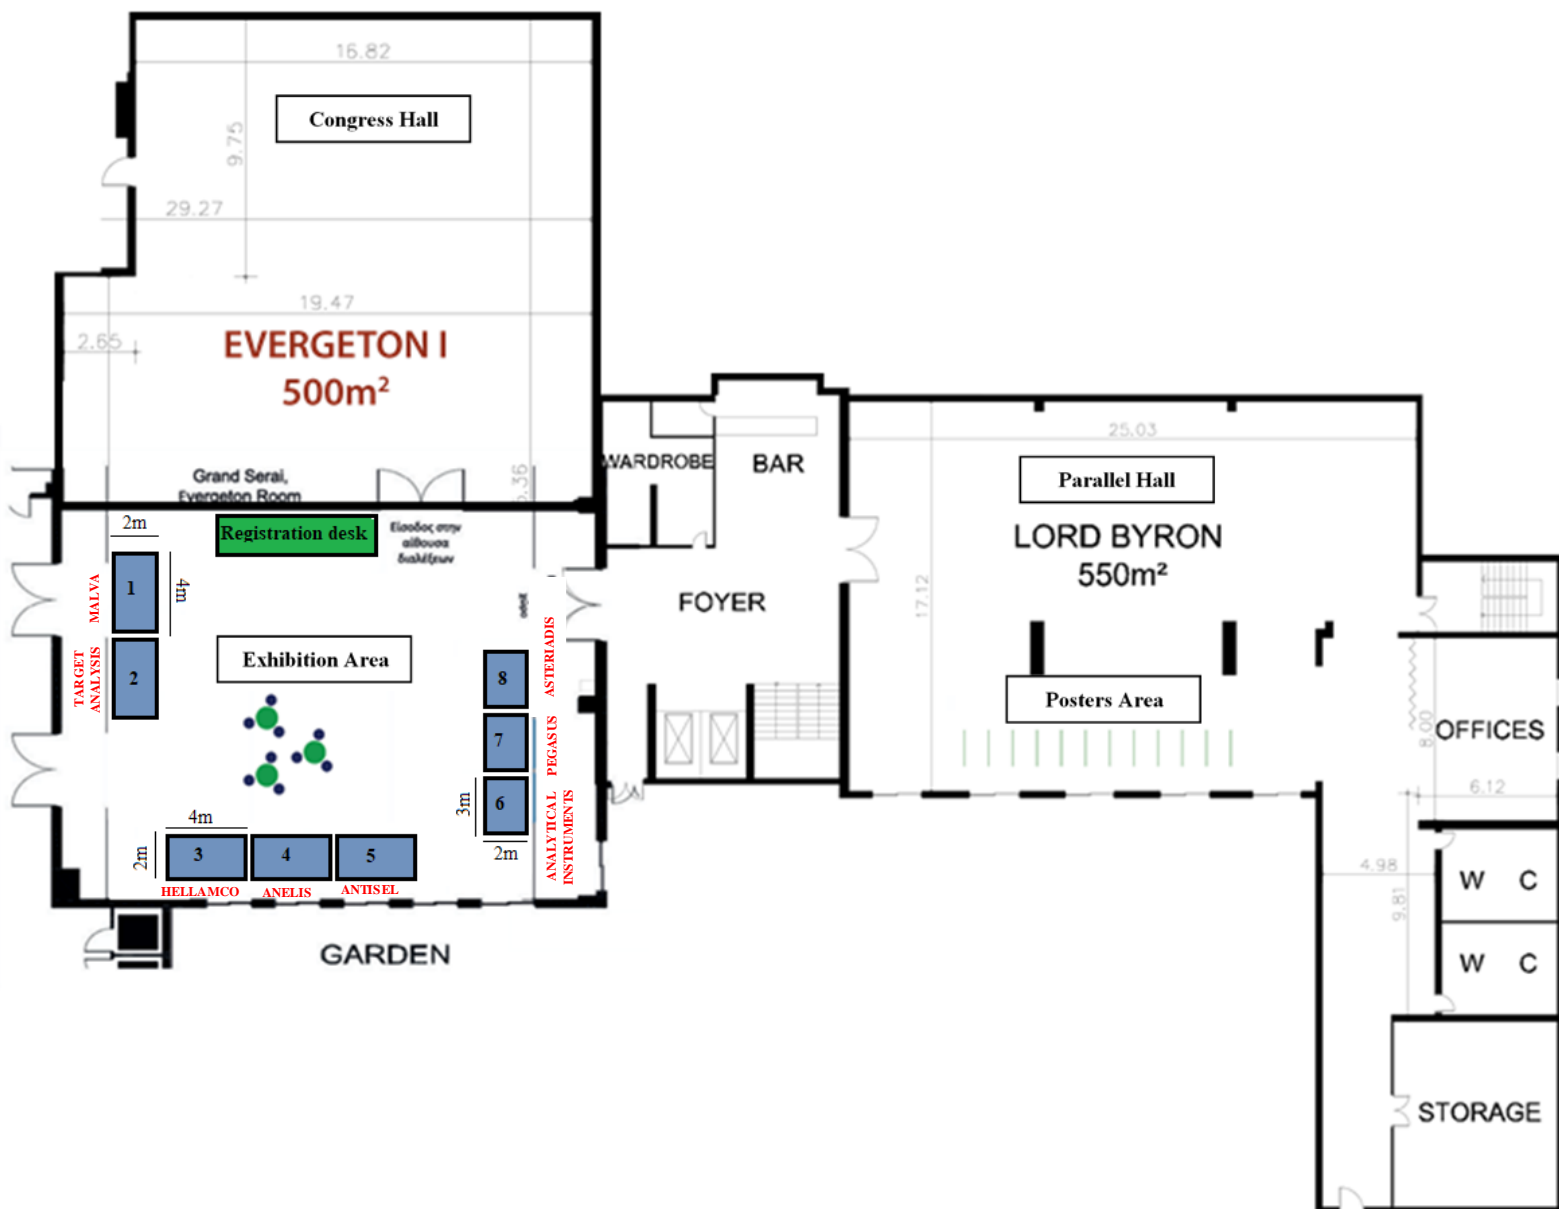 16.82
Congress Hall
9.75
29.27
19.47
2.65
EVERGETON I
500m²
Grand Serai,
Evergeton Room
.36
WARDROBE
BAR
25.03
Parallel Hall
LORD BYRON
550m²
17.12
2m
Registration desk
Είσοδος στην
αίθουσα
διαλέξεων
1
MALVA
4m
FOYER
Exhibition Area
2
TARGET
ANALYSIS
8
ASTERIADIS
Posters Area
OFFICES
8.00
6.12
7
PEGASUS
6
3m
2m
ANALYTICAL
INSTRUMENTS
4m
2m
3
4
5
HELLAMCO
ANELIS
ANTISEL
GARDEN
4.98
9.81
W C
W C
STORAGE